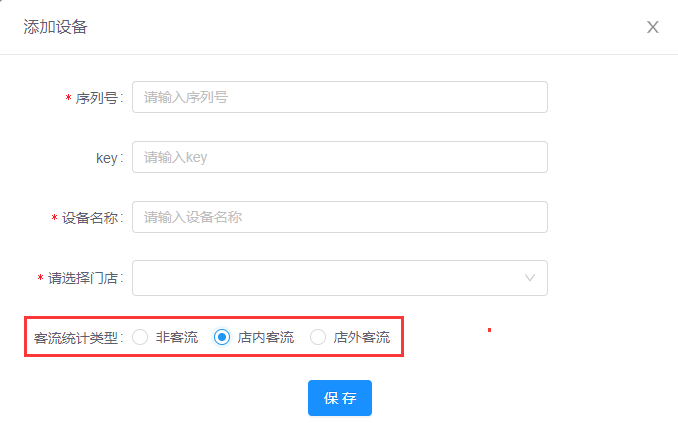 添加设备
* 序列号: 请输入序列号
key: 请输入key
* 设备名称: 请输入设备名称
* 请选择门店:
客流统计类型: 非客流 店内客流 店外客流
保存